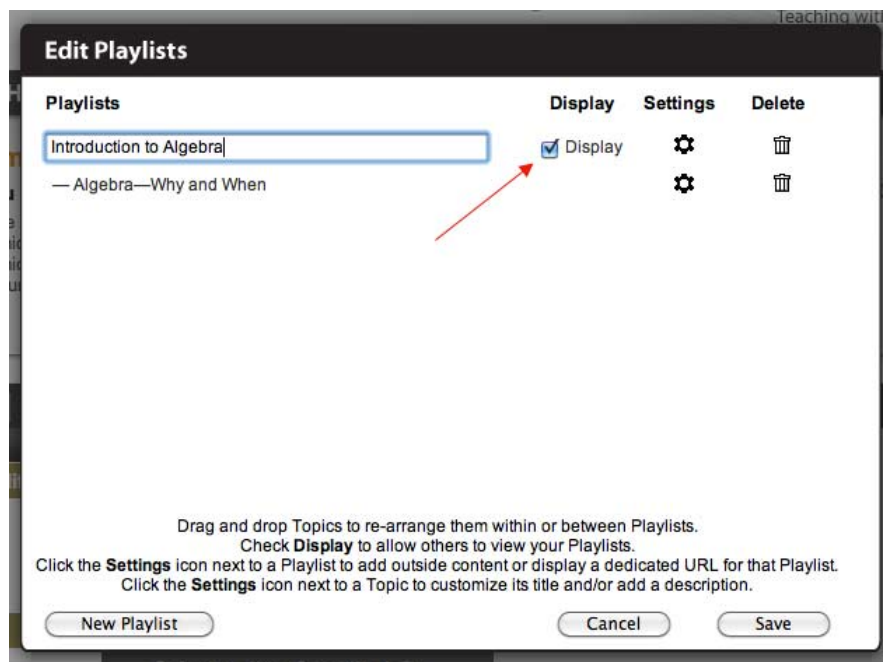 Teaching with
Edit Playlists
Playlists Display Settings Delete
Introduction to Algebra Display
— Algebra—Why and When
Drag and drop Topics to re-arrange them within or between Playlists.
Check Display to allow others to view your Playlists.
Click the Settings icon next to a Playlist to add outside content or display a dedicated URL for that Playlist.
Click the Settings icon next to a Topic to customize its title and/or add a description.
New Playlist Cancel Save